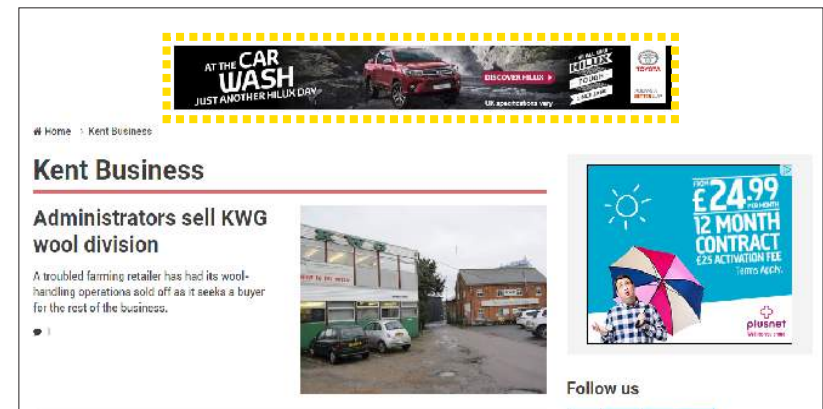 AT THE CAR
WASH
JUST ANOTHER HILUX DAY
DISCOVER HILUX
UK specifications vary
HILUX
TOUGH
TOYOTA
Home > Kent Business
Kent Business
Administrators sell KWG
wool division
A troubled farming retailer has had its wool-
handling operations sold off as it seeks a buyer
for the rest of the business.
FROM
£24.99
PER MONTH
12 MONTH
CONTRACT
£25 ACTIVATION FEE
Terms Apply.
plusnet
Follow us